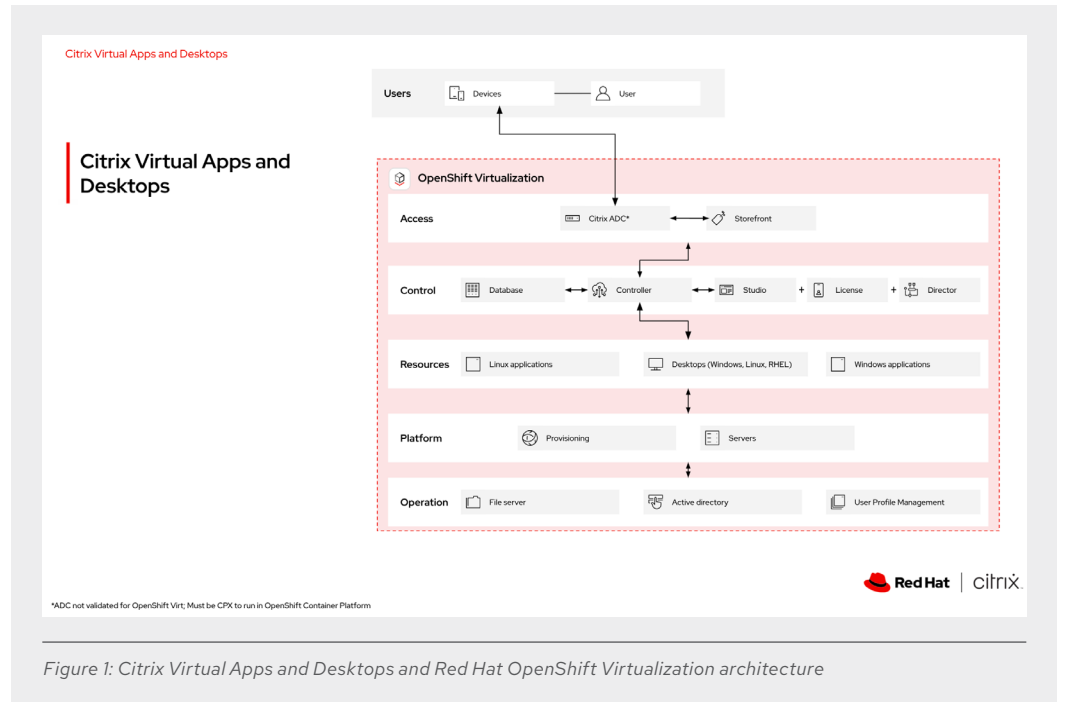 Citrix Virtual Apps and Desktops
Users
Devices
User
Citrix Virtual Apps and
Desktops
OpenShift Virtualization
Access
Citrix ADC*
Storefront
Control
Database
Controller
Studio
+
License
+
Director
Resources
Linux applications
Desktops (Windows, Linux, RHEL)
Windows applications
Platform
Provisioning
Servers
Operation
File server
Active directory
User Profile Management
Red Hat
citrix.
*ADC not validated for OpenShift Virt; Must be CPX to run in OpenShift Container Platform
Figure 1: Citrix Virtual Apps and Desktops and Red Hat OpenShift Virtualization architecture